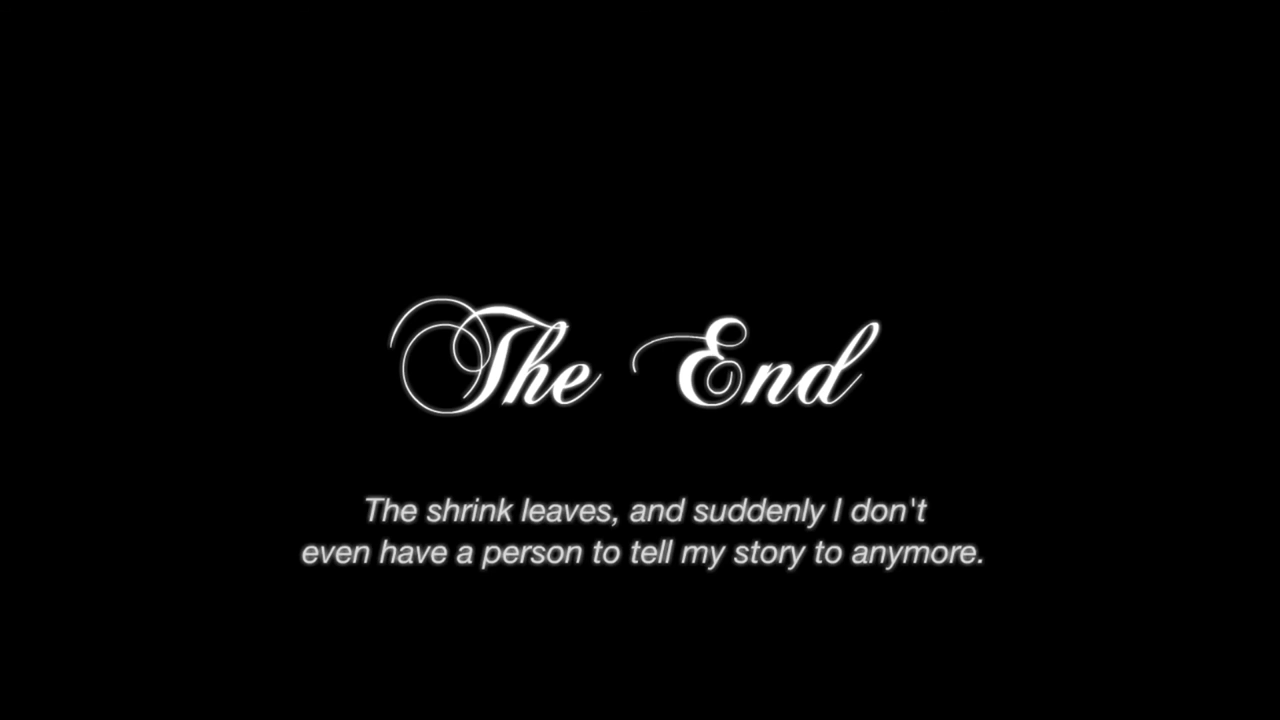 The End
The shrink leaves, and suddenly I don't
even have a person to tell my story to anymore.